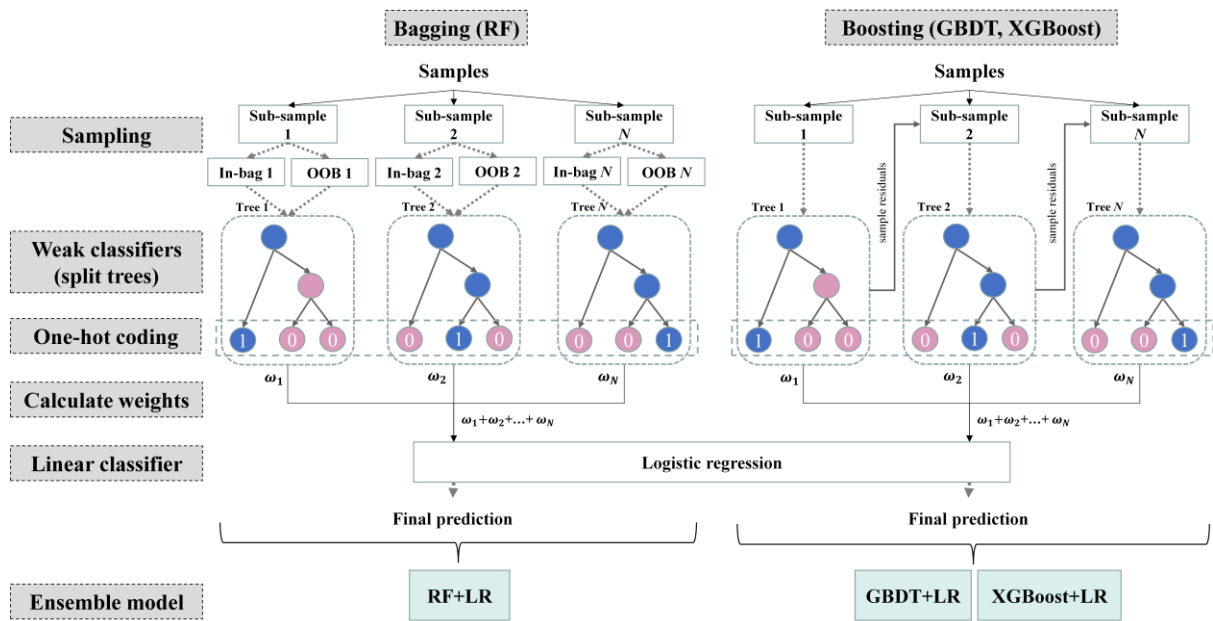 Bagging (RF)
Boosting (GBDT, XGBoost)
Samples
Samples
Sampling
Sub-sample
1
Sub-sample
2
Sub-sample
N
Sub-sample
1
Sub-sample
2
Sub-sample
N
In-bag 1
OOB 1
In-bag 2
OOB 2
In-bag N
OOB N
sample residuals
sample residuals
Tree 1
Tree 2
Tree N
Tree 1
Tree 2
Tree N
Weak classifiers
(split trees)
One-hot coding
1 0 0
0 1 0
0 0 1
1 0 0
0 1 0
0 0 1
Calculate weights
ω1
ω2
ωN
ω1
ω2
ωN
ω1+ω2+...+ ωN
ω1+ω2+...+ ωN
Linear classifier
Logistic regression
Final prediction
Final prediction
Ensemble model
RF+LR
GBDT+LR
XGBoost+LR